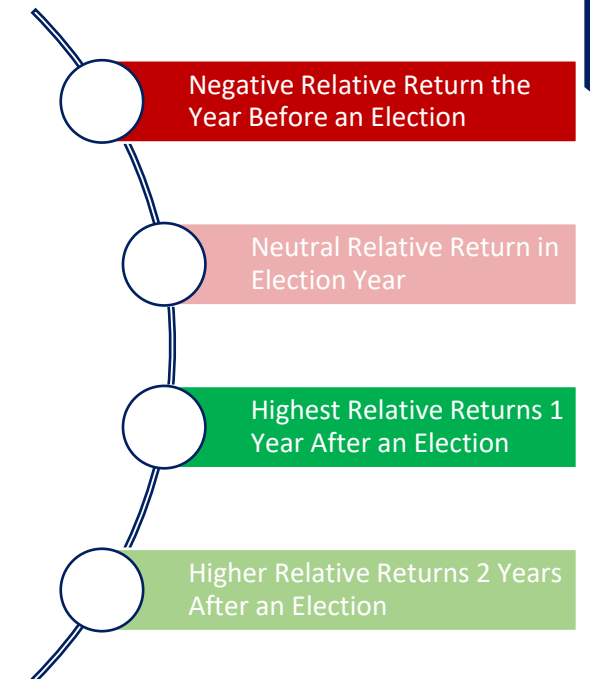 Negative Relative Return the
Year Before an Election
Neutral Relative Return in
Election Year
Highest Relative Returns 1
Year After an Election
Higher Relative Returns 2 Years
After an Election